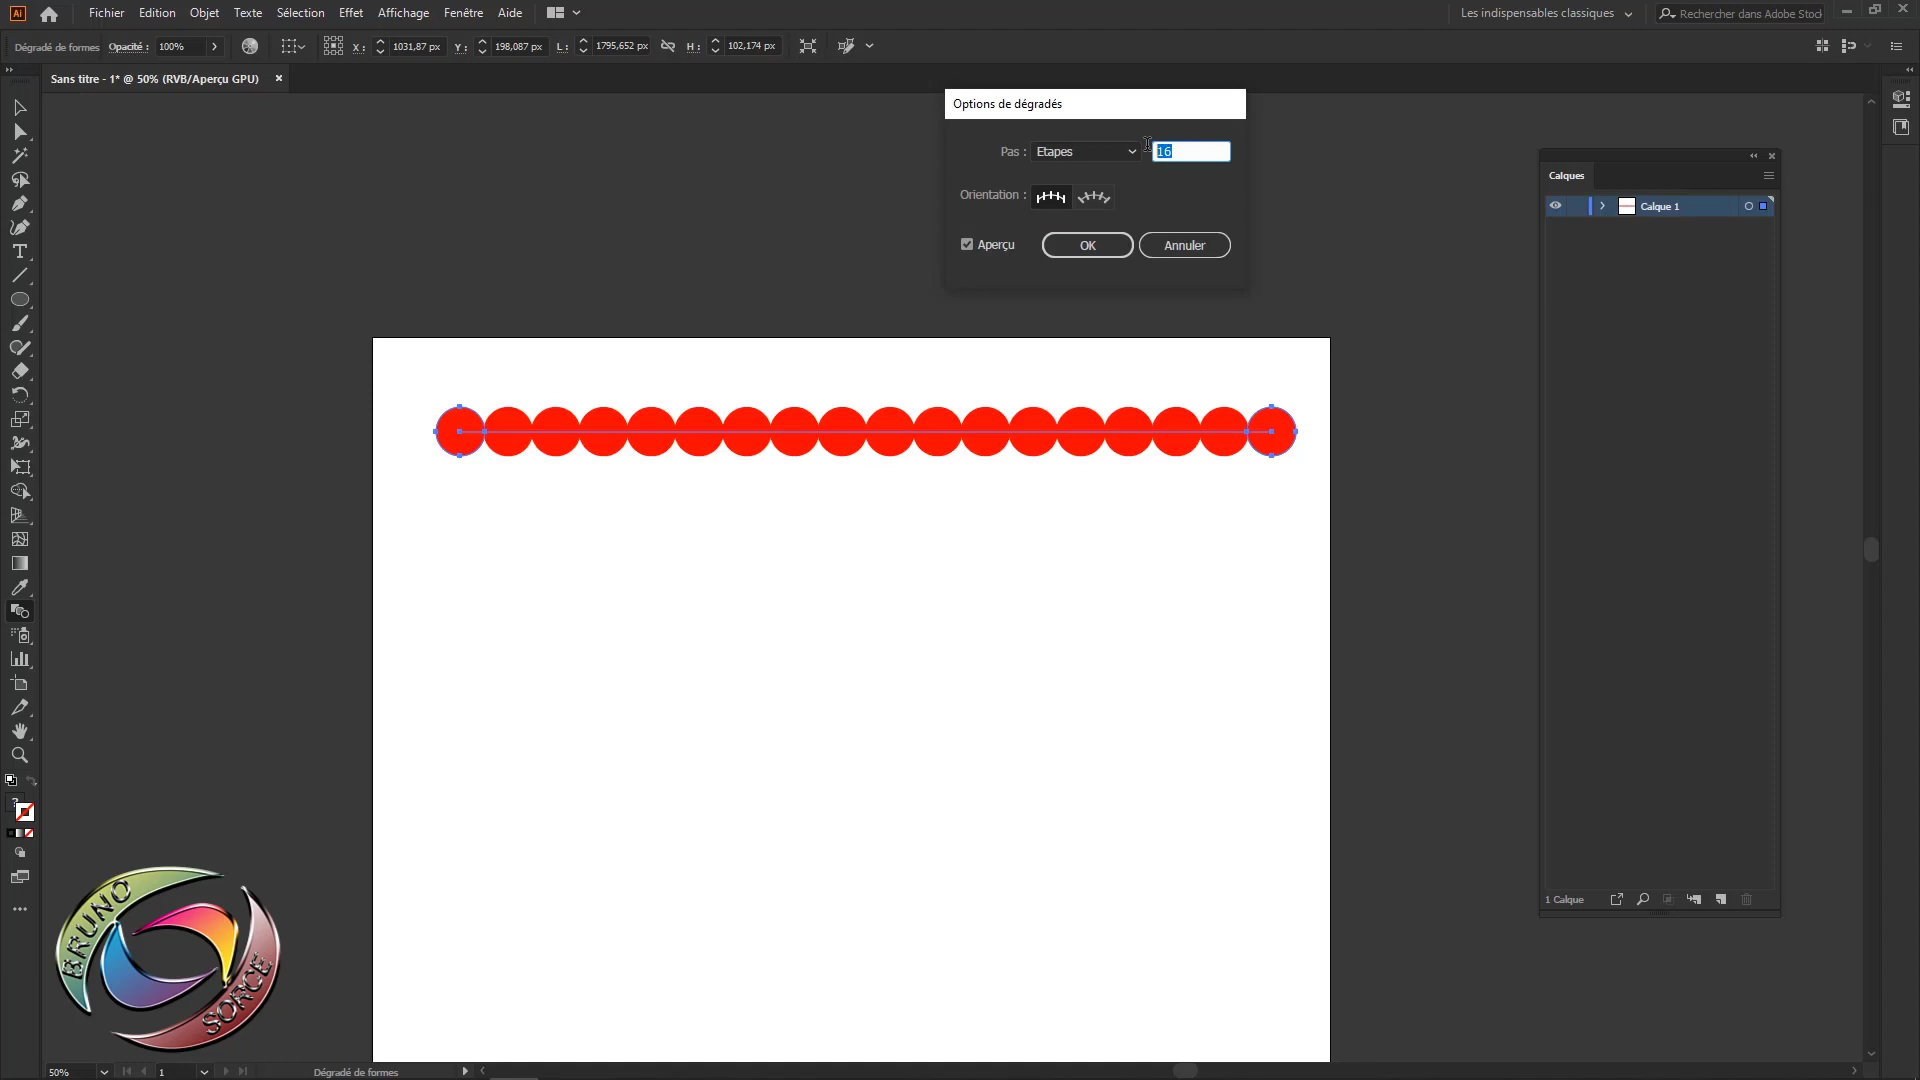 Ai
Fichier Edition Objet Texte Sélection Effet Affichage Fenêtre Aide
Les indispensables classiques
Rechercher dans Adobe Stock
Dégradé de formes Opacité : 100% X : 1031,87 px Y : 198,087 px L : 1795,652 px H : 102,174 px
Sans titre - 1* @ 50% (RVB/Aperçu GPU)
Options de dégradés
Pas : Etapes 16
Orientation :
Aperçu OK Annuler
Calques
Calque 1
1 Calque
BRUNO
SORCE
50% 1 Dégradé de formes